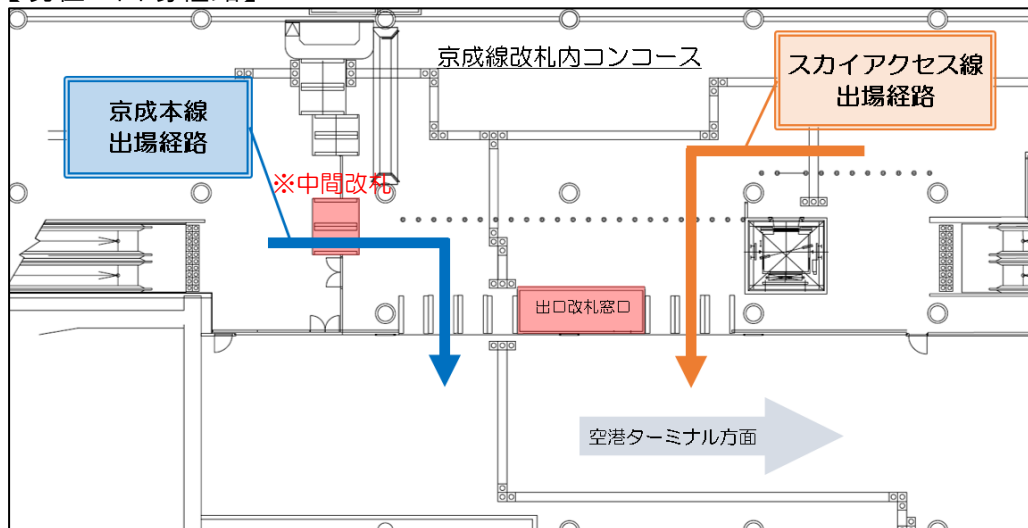 京成線改札内コンコース
スカイアクセス線
出場経路
京成本線
出場経路
※中間改札
出口改札窓口
空港ターミナル方面